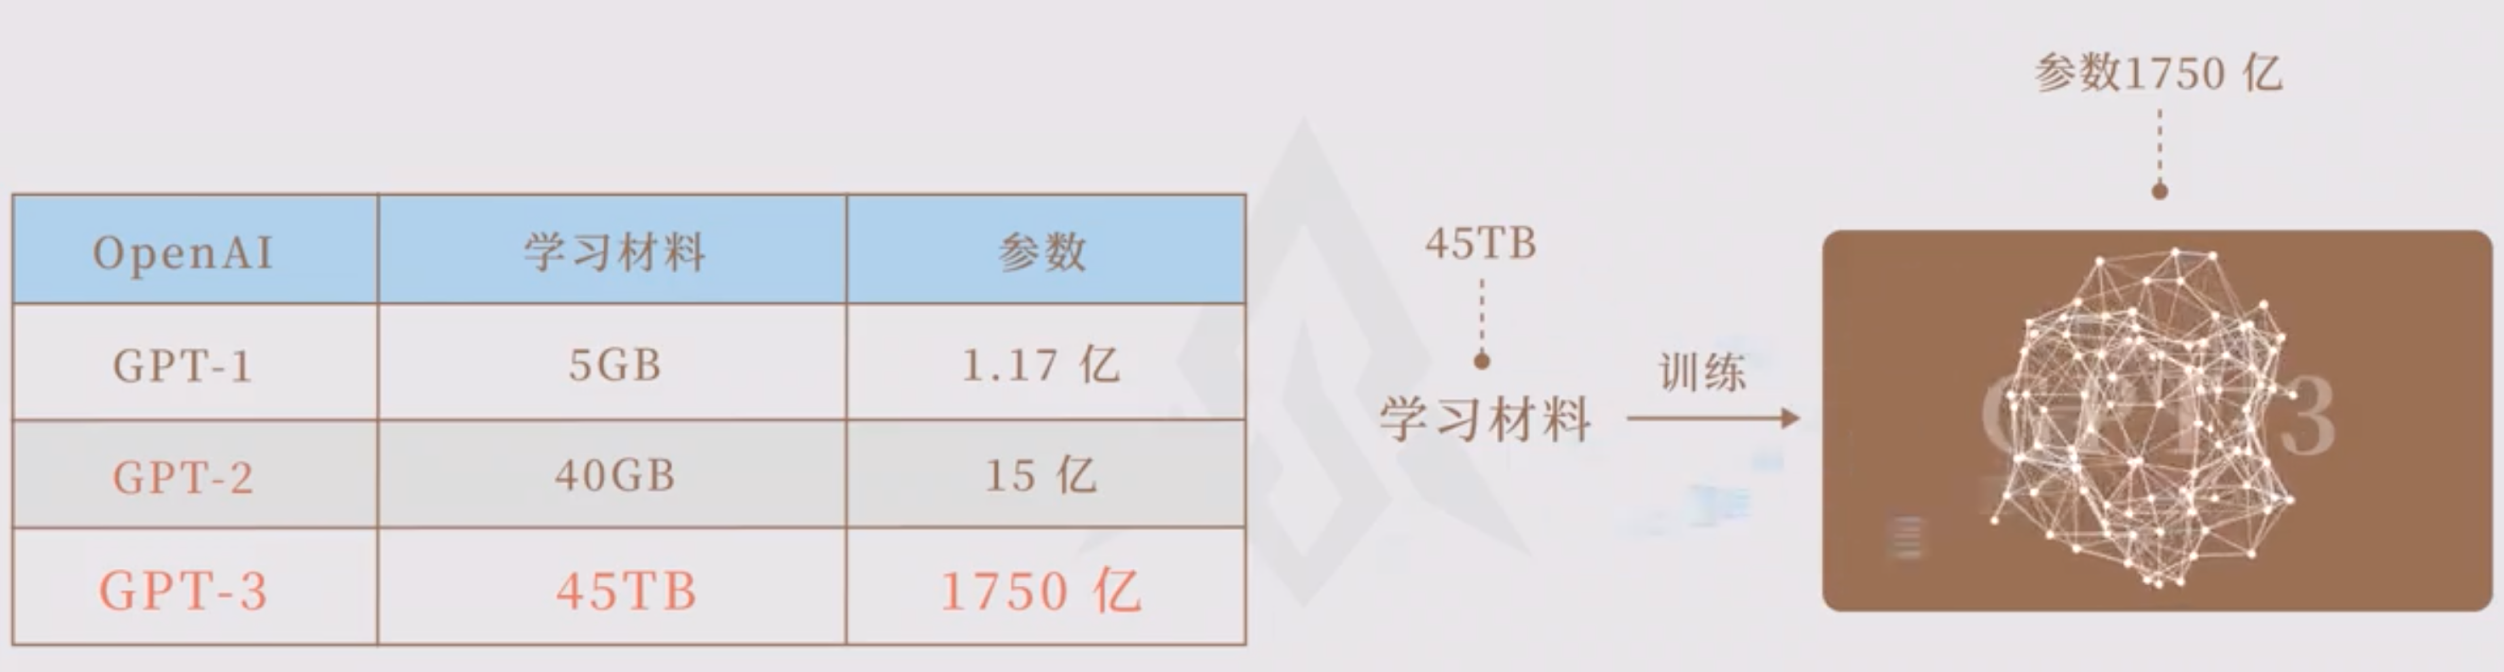 OpenAI 学习材料 参数
GPT-1 5GB 1.17 亿
GPT-2 40GB 15 亿
GPT-3 45TB 1750 亿
45TB
学习材料
训练
参数1750 亿
GPT-3